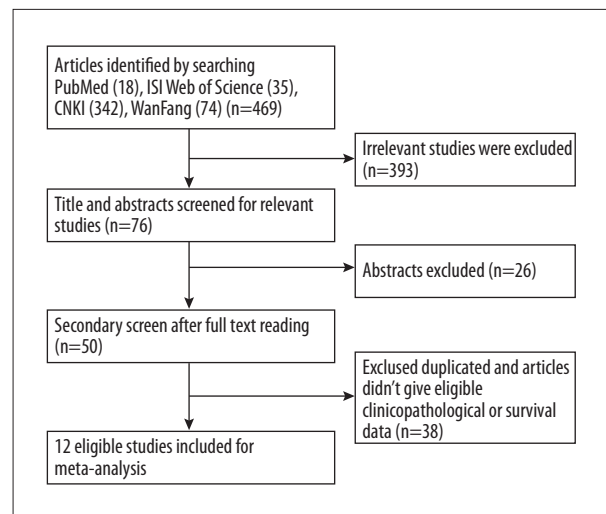 Articles identified by searching
PubMed (18), ISI Web of Science (35),
CNKI (342), WanFang (74) (n=469)
Irrelevant studies were excluded
(n=393)
Title and abstracts screened for relevant
studies (n=76)
Abstracts excluded (n=26)
Secondary screen after full text reading
(n=50)
Exclused duplicated and articles
didn't give eligible
clinicopathological or survival
data (n=38)
12 eligible studies included for
meta-analysis